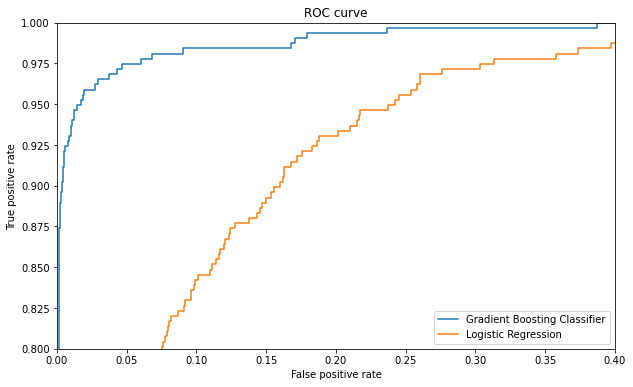 ROC curve
1.000
0.975
0.950
0.925
0.900
0.875
0.850
0.825
0.800
True positive rate
Gradient Boosting Classifier
Logistic Regression
0.00 0.05 0.10 0.15 0.20 0.25 0.30 0.35 0.40
False positive rate